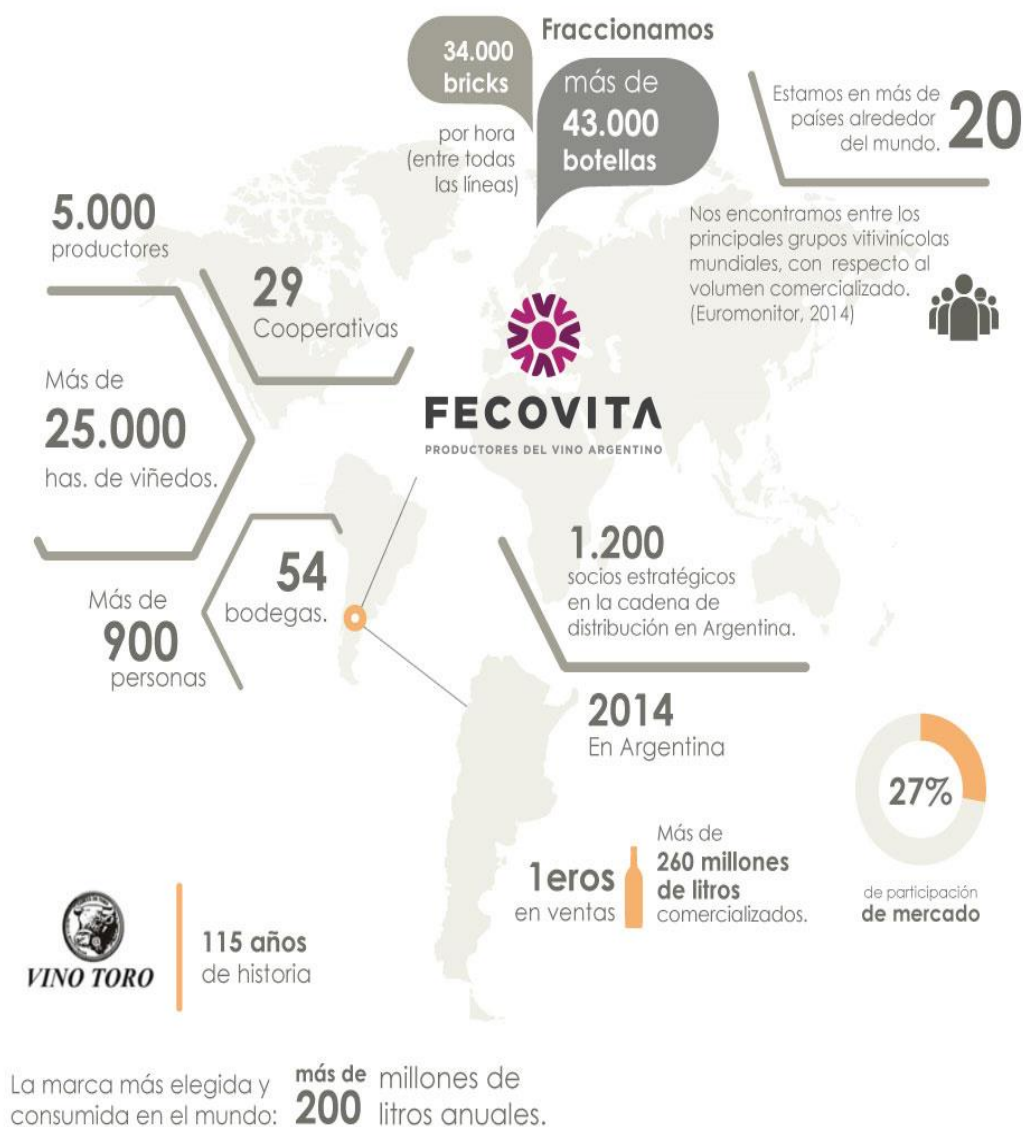 Fraccionamos
34.000
bricks
más de
43.000
botellas
por hora
(entre todas
las líneas)
Estamos en más de
países alrededor
del mundo.
20
Nos encontramos entre los
principales grupos vitivinícolas
mundiales, con respecto al
volumen comercializado.
(Euromonitor, 2014)
5.000
productores
29
Cooperativas
Más de
25.000
has. de viñedos.
FECOVITA
PRODUCTORES DEL VINO ARGENTINO
54
bodegas.
Más de
900
personas
1.200
socios estratégicos
en la cadena de
distribución en Argentina.
2014
En Argentina
1eros
en ventas
Más de
260 millones
de litros
comercializados.
27%
de participación
de mercado
VINO TORO
115 años
de historia
La marca más elegida y
consumida en el mundo:
más de
200
millones de
litros anuales.